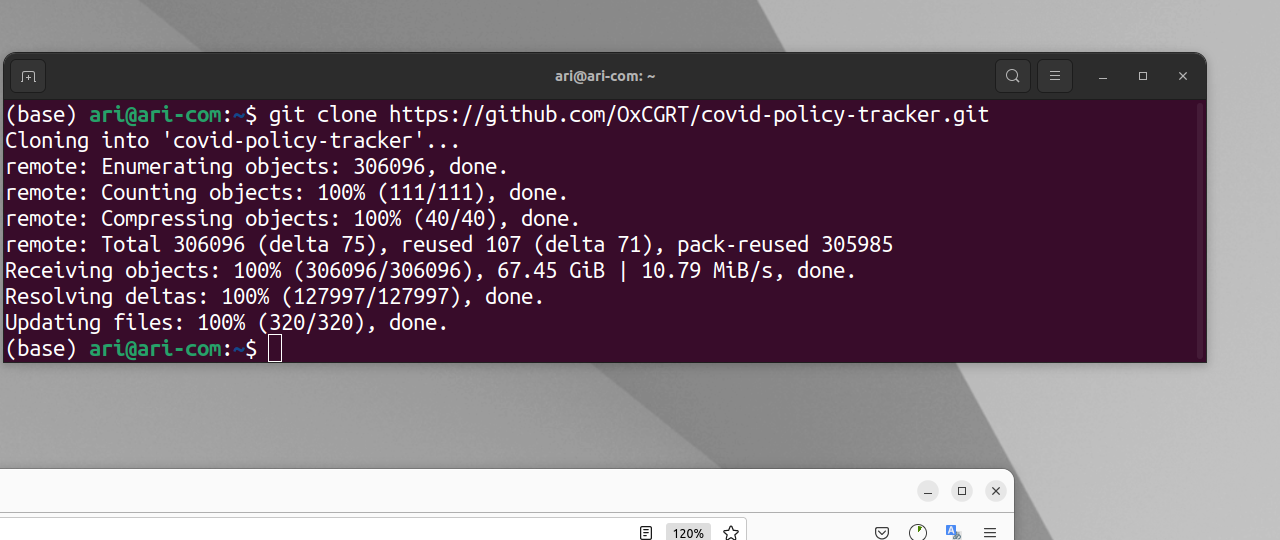 ari@ari-com: ~
(base) ari@ari-com:~$ git clone https://github.com/OxCGRT/covid-policy-tracker.git
Cloning into 'covid-policy-tracker'...
remote: Enumerating objects: 306096, done.
remote: Counting objects: 100% (111/111), done.
remote: Compressing objects: 100% (40/40), done.
remote: Total 306096 (delta 75), reused 107 (delta 71), pack-reused 305985
Receiving objects: 100% (306096/306096), 67.45 GiB | 10.79 MiB/s, done.
Resolving deltas: 100% (127997/127997), done.
Updating files: 100% (320/320), done.
(base) ari@ari-com:~$
120%